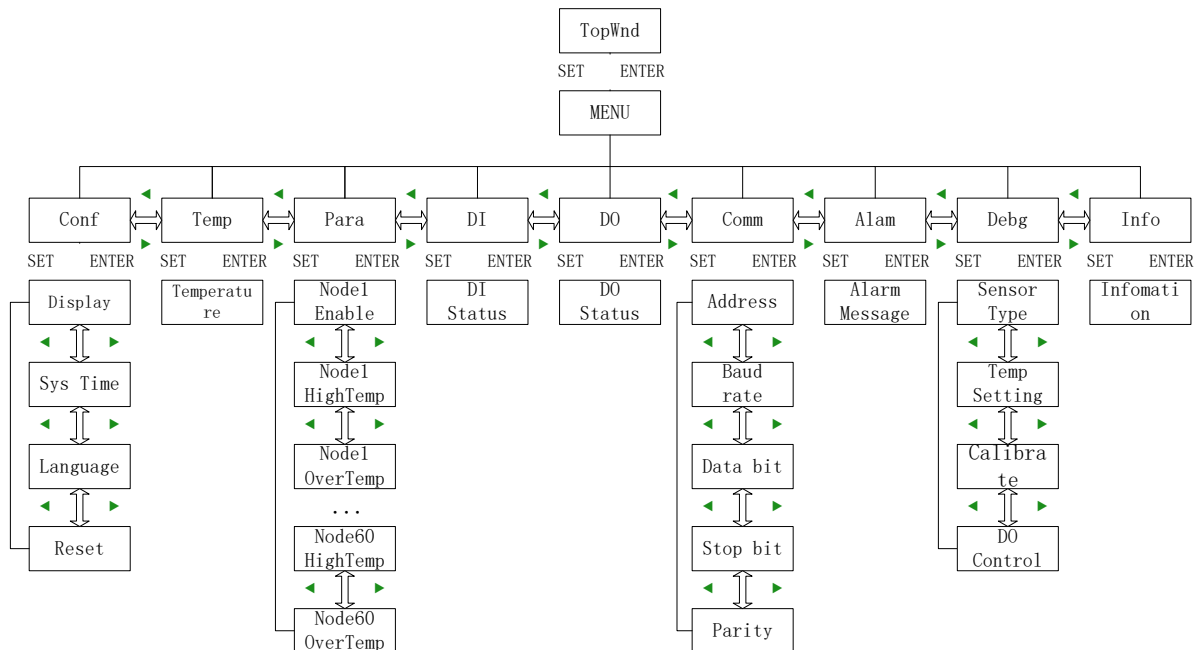 TopWnd
SET ENTER
MENU
Conf Temp Para DI DO Comm Alam Debg Info
SET ENTER SET ENTER SET ENTER SET ENTER SET ENTER SET ENTER SET ENTER SET ENTER SET ENTER
Display
Sys Time
Language
Reset
Temperatu
re
Node1
Enable
Node1
HighTemp
Node1
OverTemp
...
Node60
HighTemp
Node60
OverTemp
DI
Status
DO
Status
Address
Baud
rate
Data bit
Stop bit
Parity
Alarm
Message
Sensor
Type
Temp
Setting
Calibra
te
DO
Control
Infomati
on